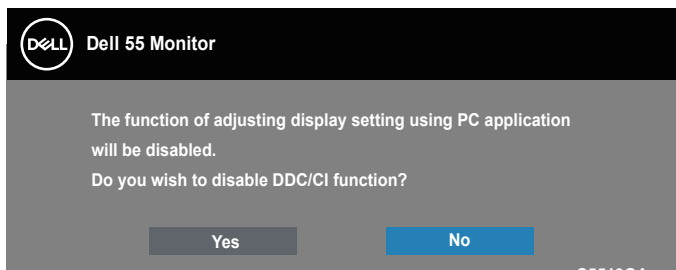 DELL
Dell 55 Monitor
The function of adjusting display setting using PC application
will be disabled.
Do you wish to disable DDC/CI function?
Yes
No